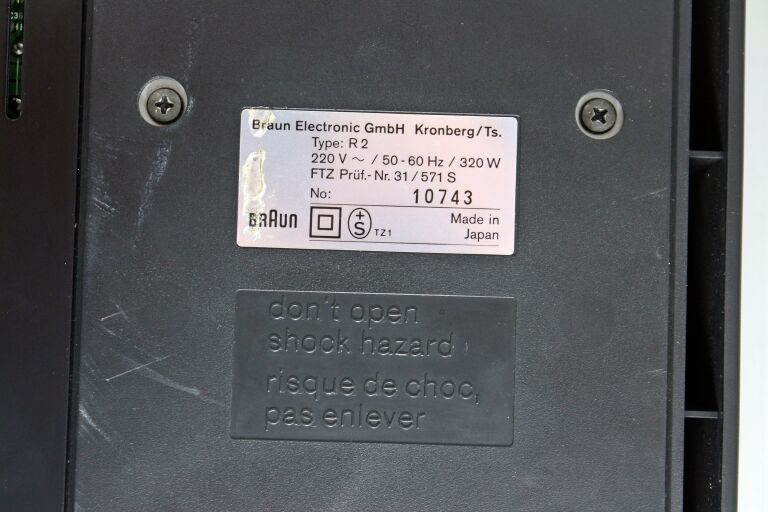 Braun Electronic GmbH Kronberg/Ts.
Type: R 2
220 V ~ / 50-60 Hz / 320 W
FTZ Prüf.-Nr. 31/571 S
No: 10743
BRAun
+
S
TZ1
Made in
Japan
don't open
shock hazard
risque de choc,
pas enlever